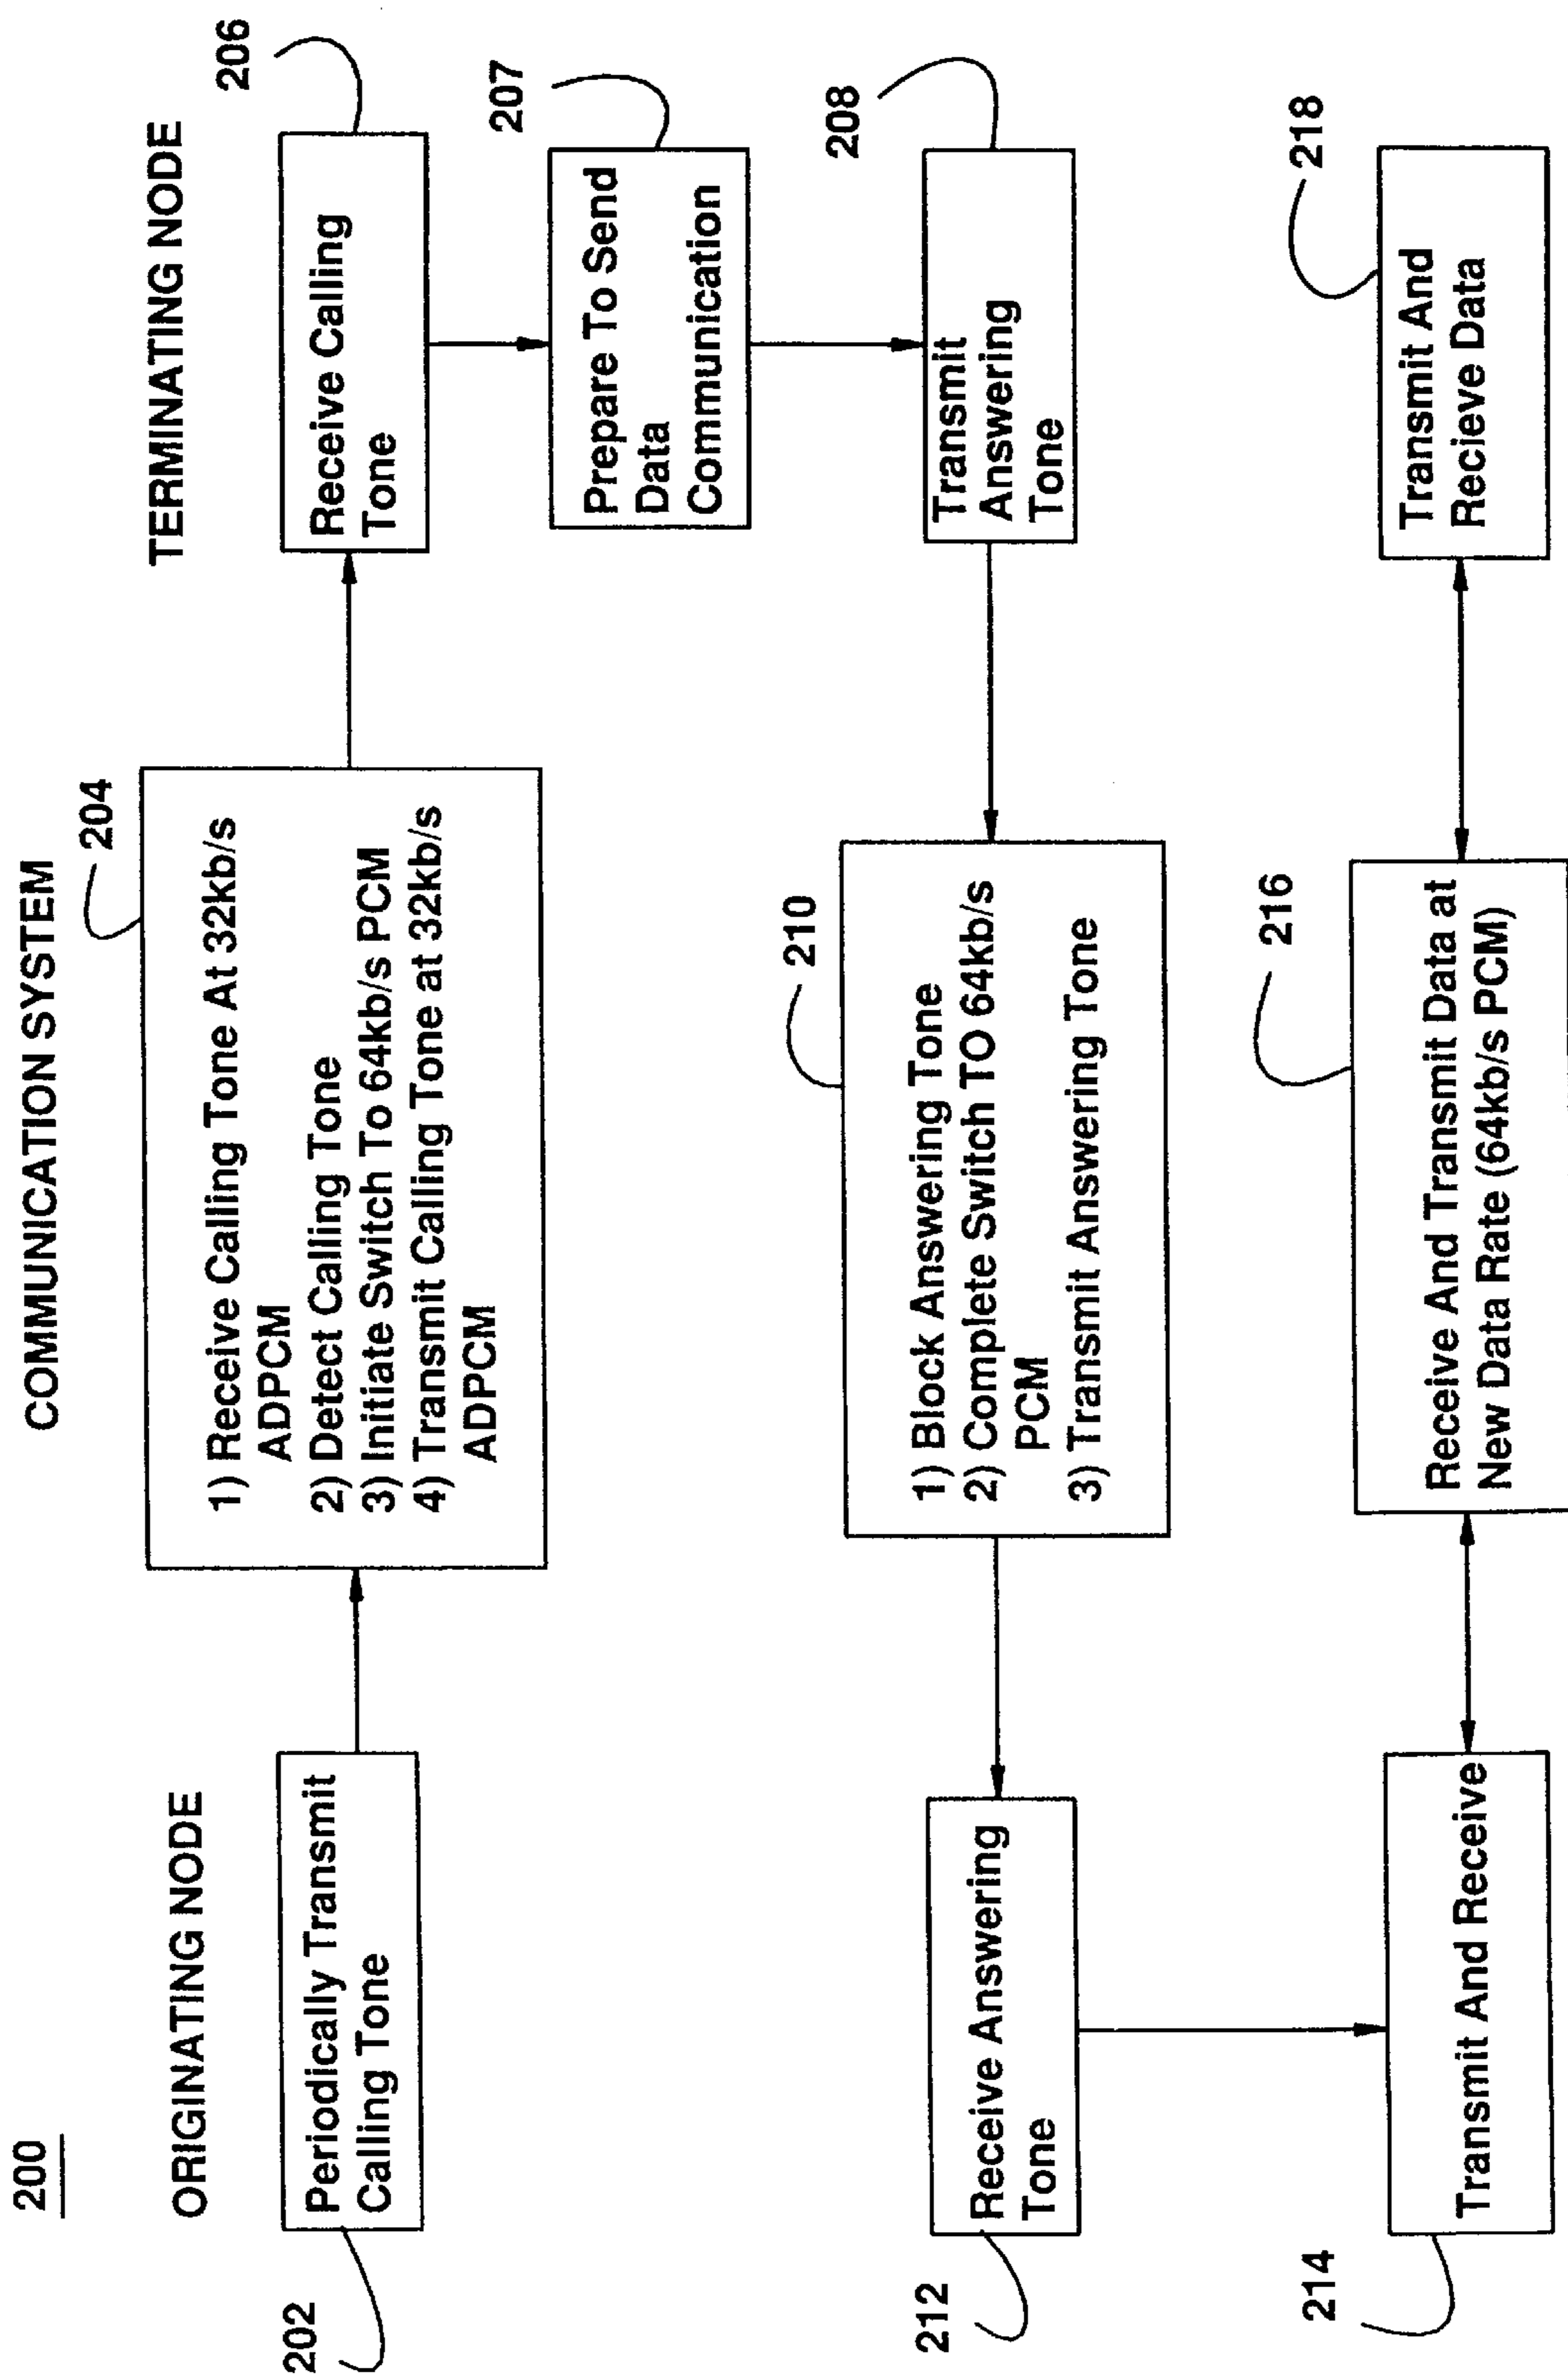 200
COMMUNICATION SYSTEM
ORIGINATING NODE
TERMINATING NODE
202
Periodically Transmit
Calling Tone
204
1) Receive Calling Tone At 32kb/s
ADPCM
2) Detect Calling Tone
3) Initiate Switch To 64kb/s PCM
4) Transmit Calling Tone at 32kb/s
ADPCM
206
Receive Calling
Tone
207
Prepare To Send
Data
Communication
208
Transmit
Answering
Tone
210
1) Block Answering Tone
2) Complete Switch TO 64kb/s
PCM
3) Transmit Answering Tone
212
Receive Answering
Tone
214
Transmit And Receive
216
Receive And Transmit Data at
New Data Rate (64kb/s PCM)
218
Transmit And
Recieve Data